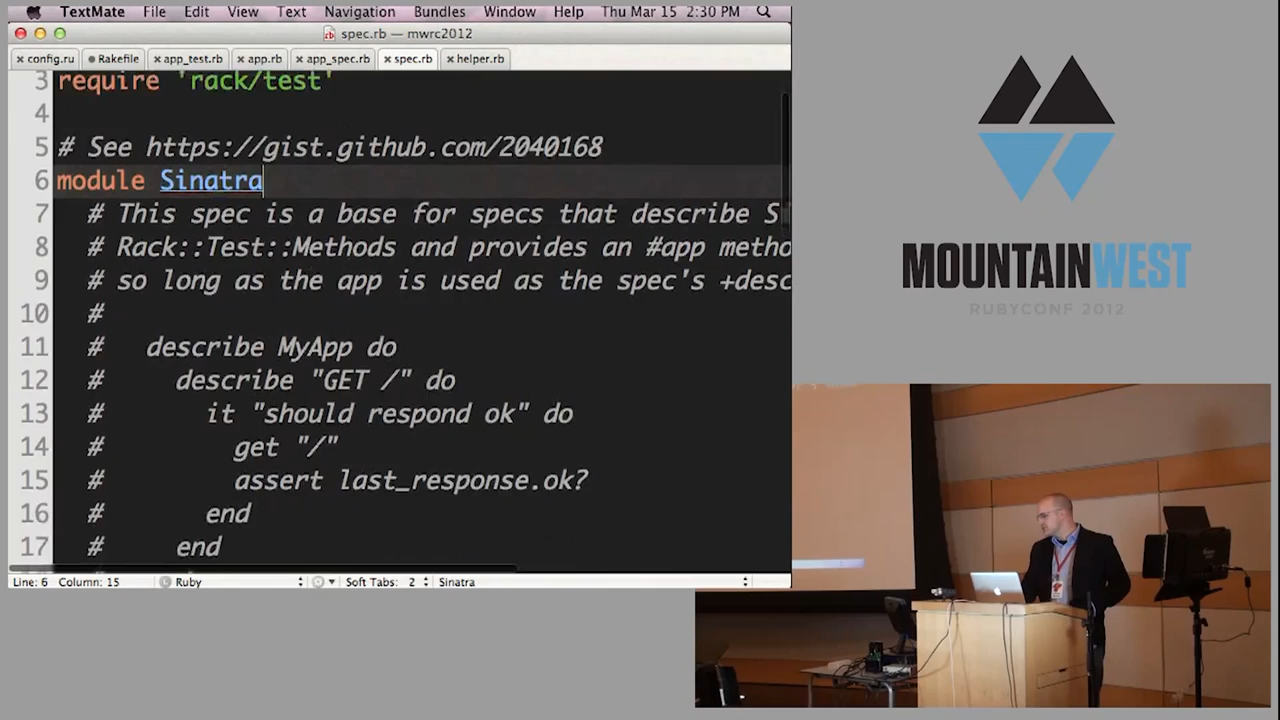 TextMate File Edit View Text Navigation Bundles Window Help Thu Mar 15 2:30 PM
spec.rb — mwrc2012
config.ru Rakefile app_test.rb app.rb app_spec.rb spec.rb helper.rb
3 require 'rack/test'
4
5 # See https://gist.github.com/2040168
6 module Sinatra
7 # This spec is a base for specs that describe S
8 # Rack::Test::Methods and provides an #app metho
9 # so long as the app is used as the spec's +desc
10 #
11 # describe MyApp do
12 # describe "GET /" do
13 # it "should respond ok" do
14 # get "/"
15 # assert last_response.ok?
16 # end
17 # end
Line: 6 Column: 15 Ruby Soft Tabs: 2 Sinatra
MOUNTAINWEST
RUBYCONF 2012